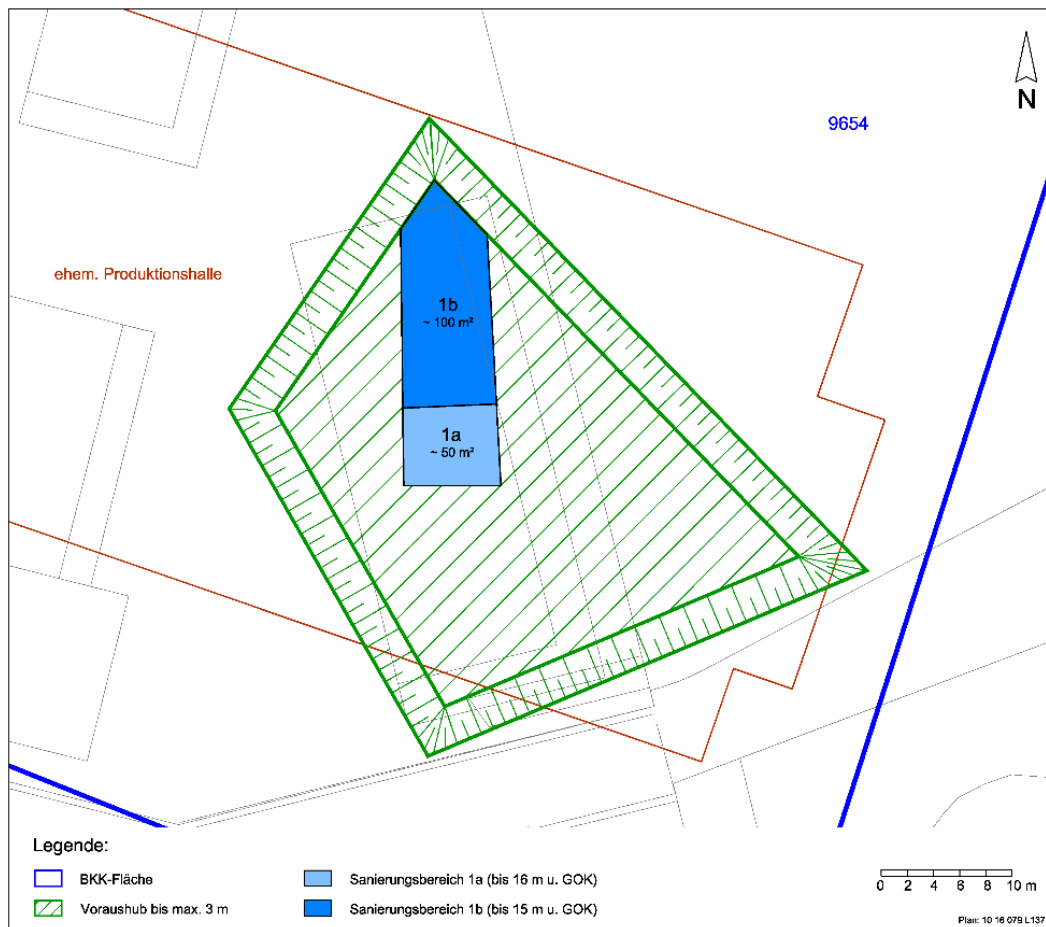 N
9654
ehem. Produktionshalle
1b
~ 100 m²
1a
~ 50 m²
Legende:
BKK-Fläche
Voraushub bis max. 3 m
Sanierungsbereich 1a (bis 16 m u. GOK)
Sanierungsbereich 1b (bis 15 m u. GOK)
0 2 4 6 8 10 m
Plan: 10 16 079 L137